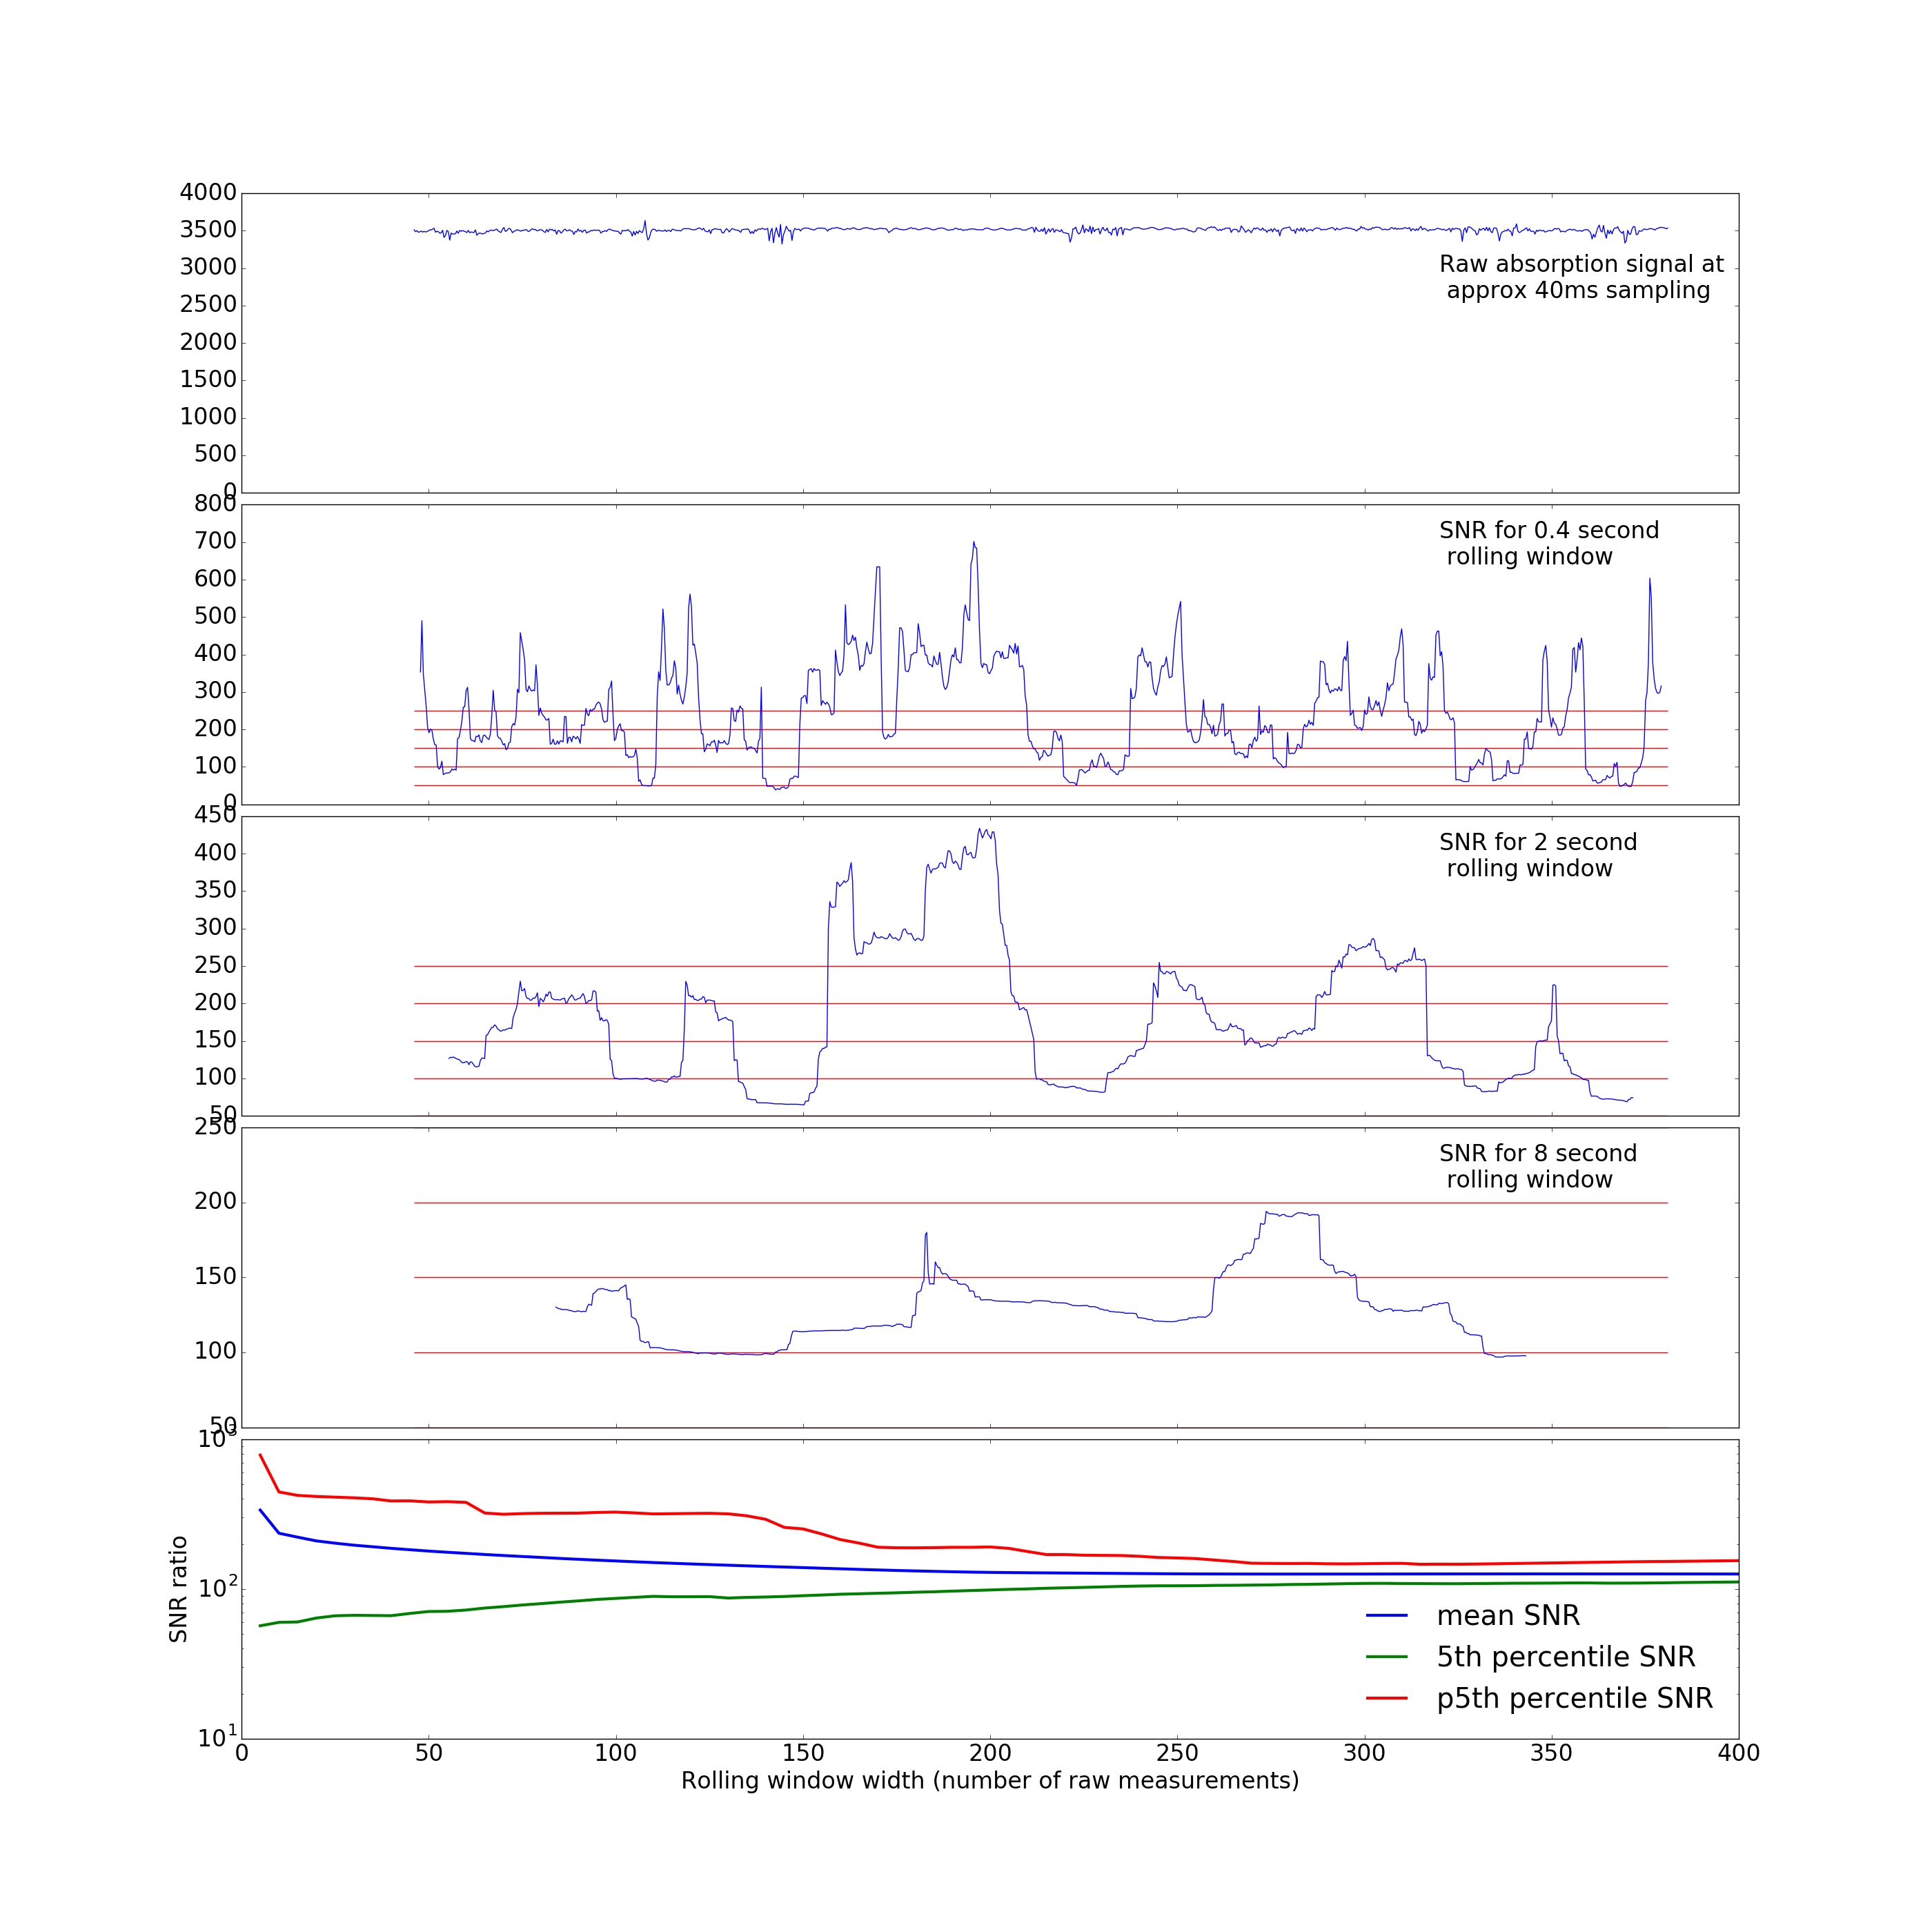 4000
3500
3000
2500
2000
1500
1000
500
0
Raw absorption signal at
approx 40ms sampling
800
700
600
500
400
300
200
100
0
SNR for 0.4 second
rolling window
450
400
350
300
250
200
150
100
50
SNR for 2 second
rolling window
250
200
150
100
50
SNR for 8 second
rolling window
10³
10²
10¹
SNR ratio
mean SNR
5th percentile SNR
p5th percentile SNR
0 50 100 150 200 250 300 350 400
Rolling window width (number of raw measurements)